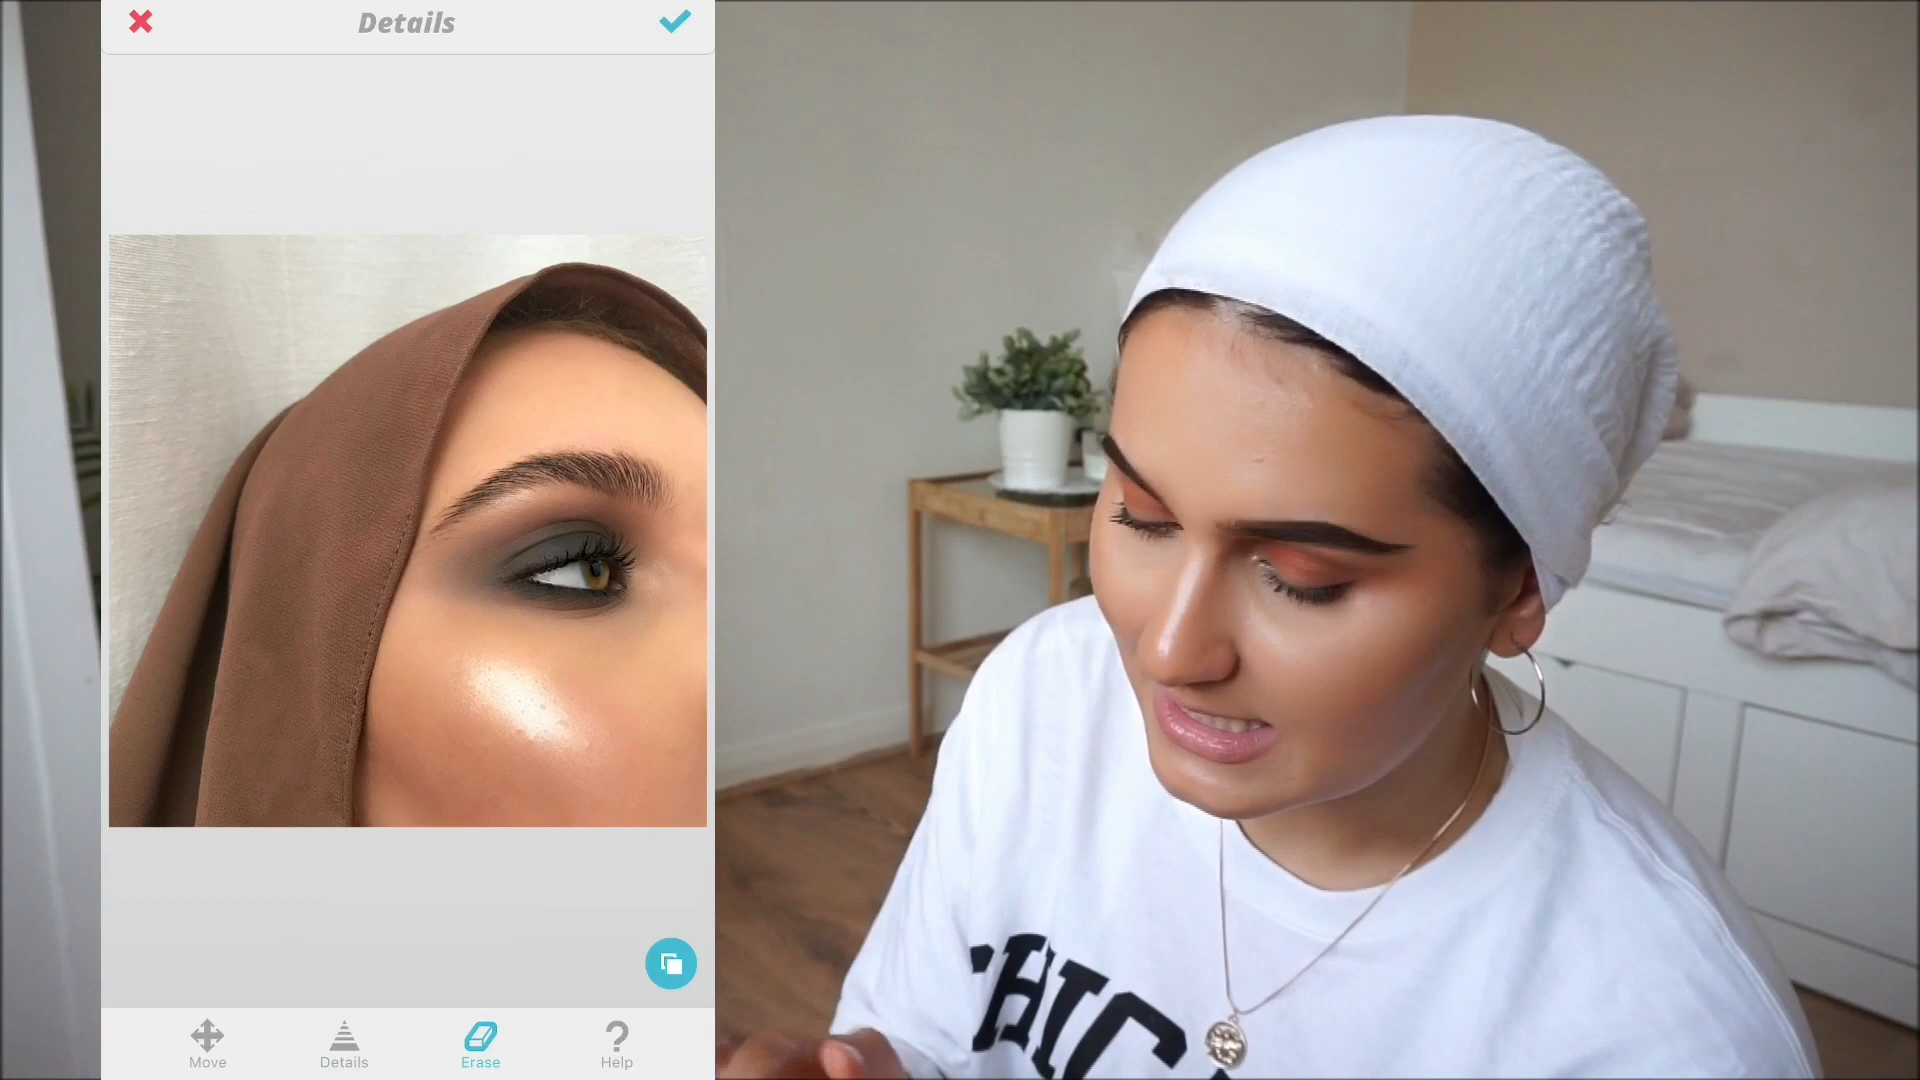 Details
Move
Details
Erase
Help
CHIC